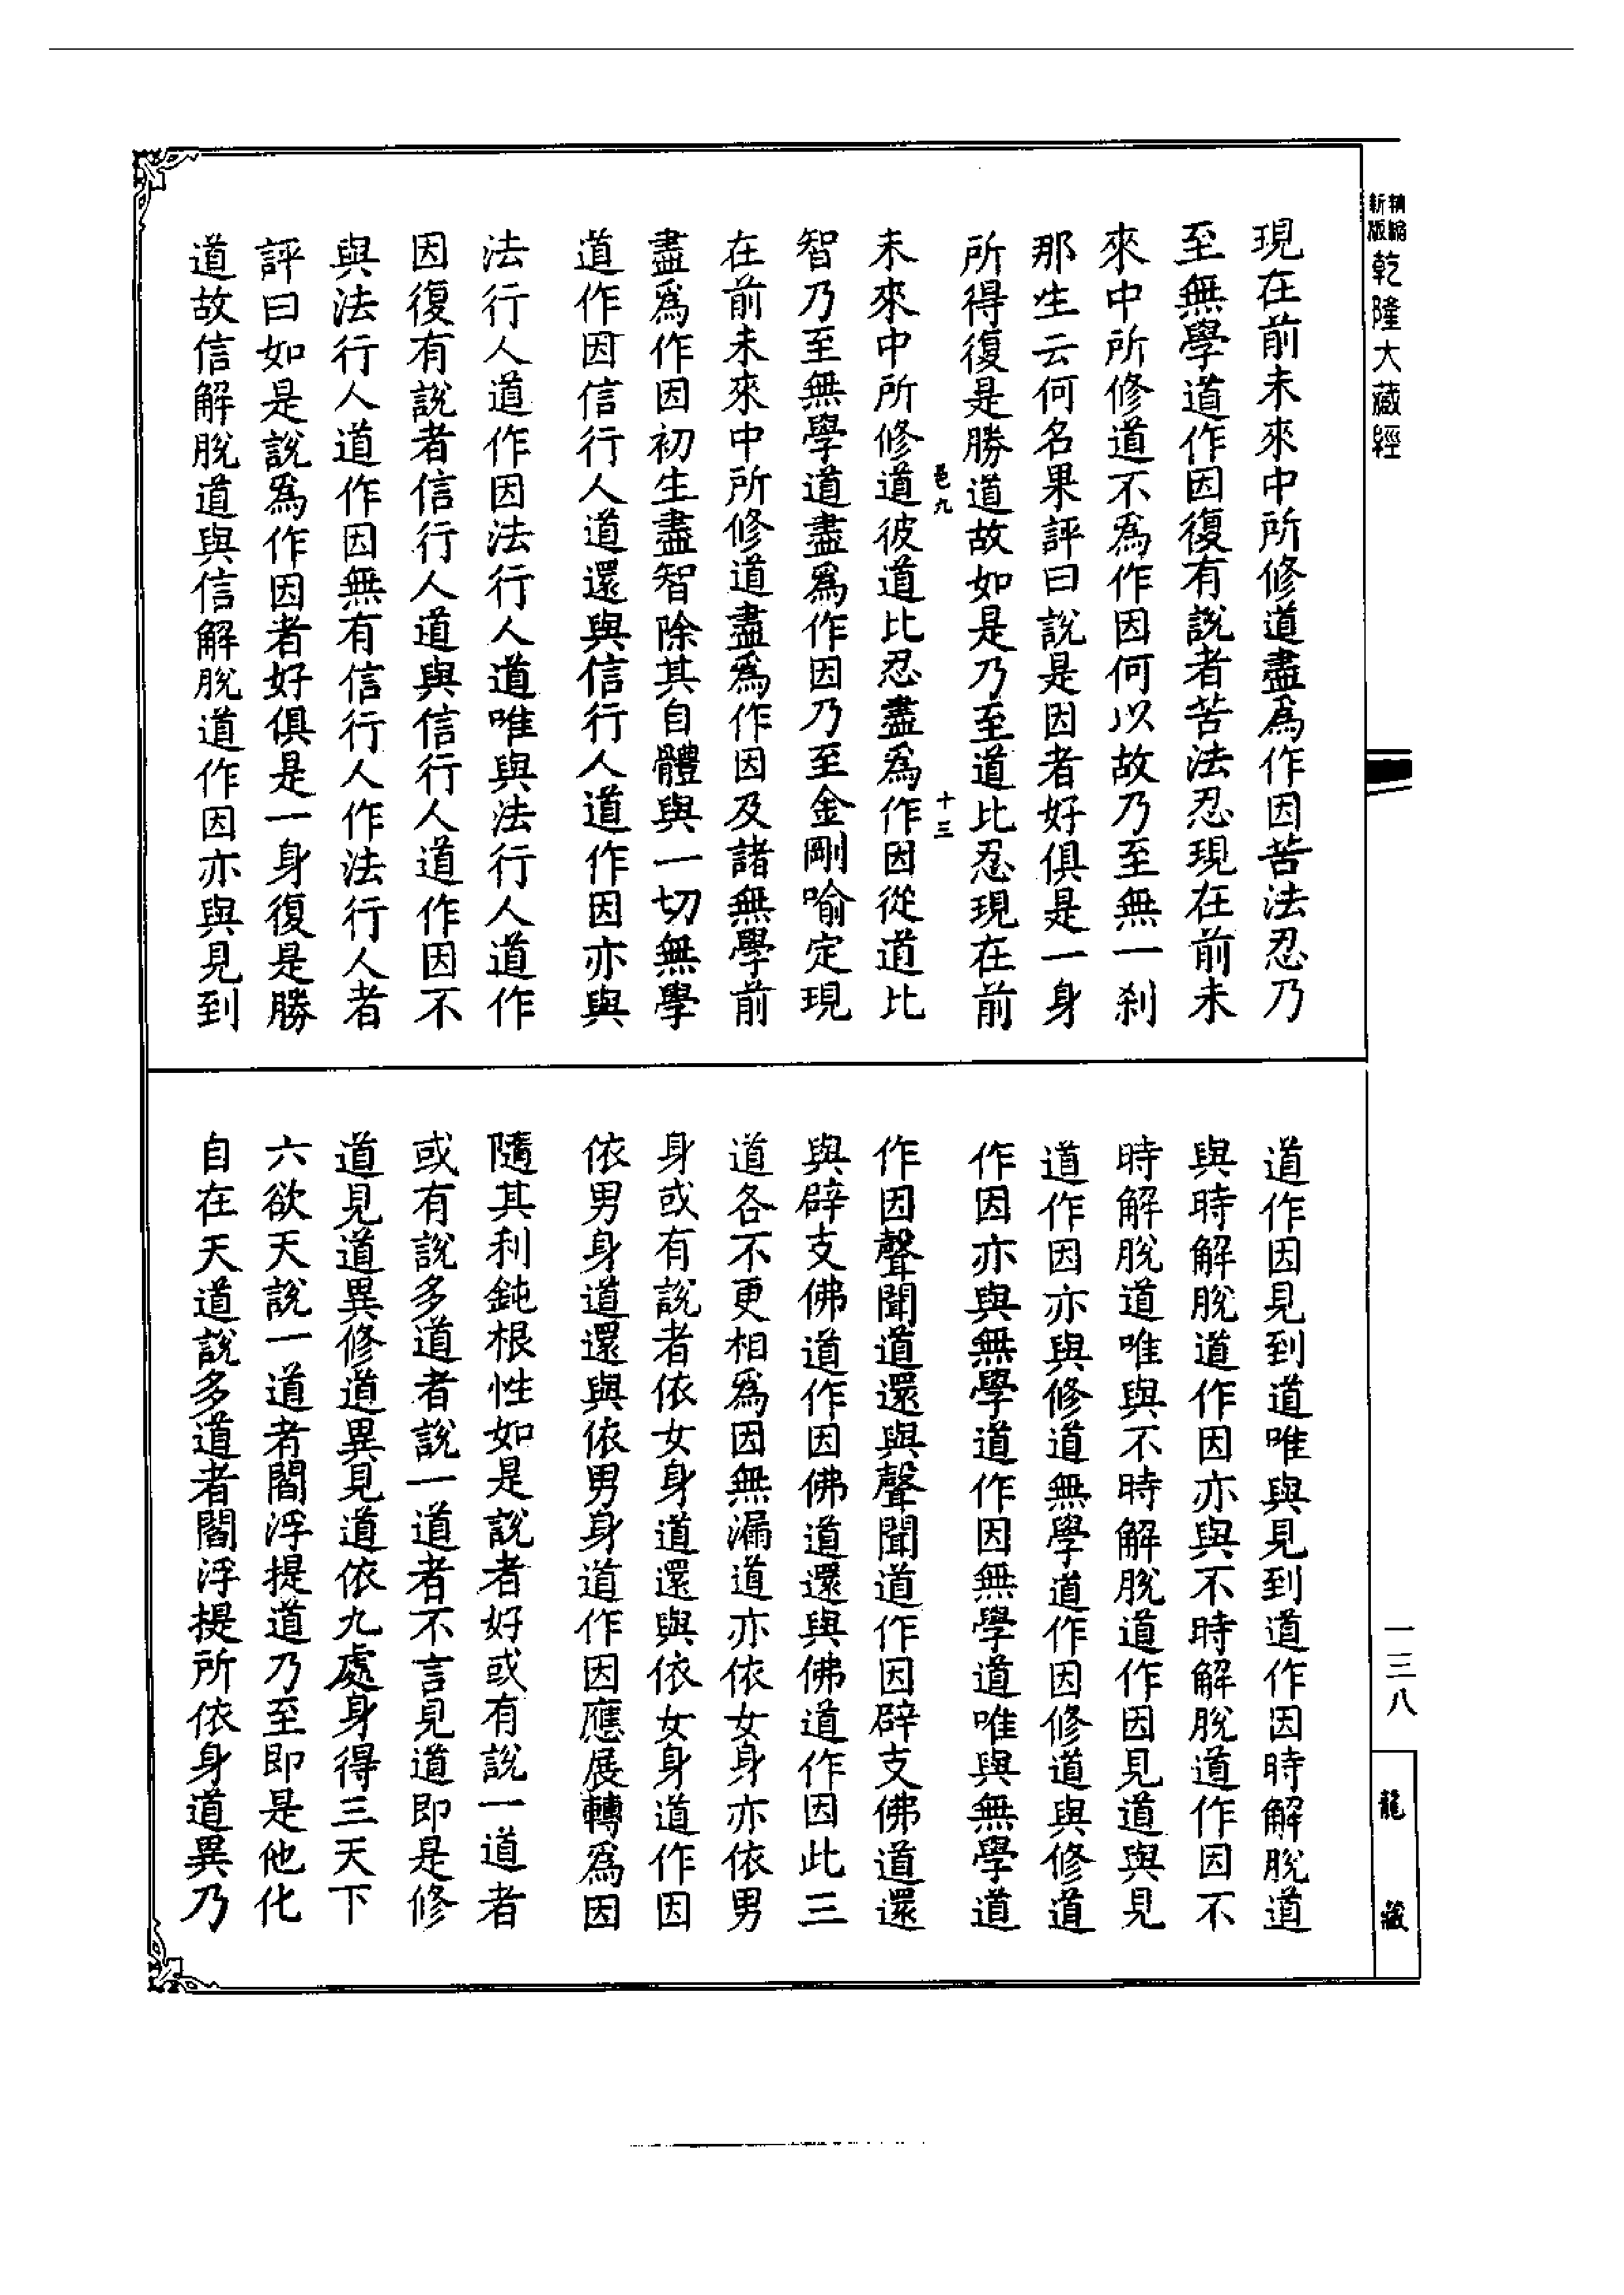 精縮新版乾隆大藏經
現在前未來中所修道盡爲作因苦法忍乃
至無學道作因復有說者苦法忍現在前未
來中所修道不爲作因何以故乃至無一刹
那生云何名果評曰說是因者好俱是一身
所得復是勝道故如是乃至道比忍現在前
邑九 十三
未來中所修道彼道比忍盡爲作因從道比
智乃至無學道盡爲作因乃至金剛喻定現
在前未來中所修道盡爲作因及諸無學前
盡爲作因初生盡智除其自體與一切無學
道作因信行人道還與信行人道作因亦與
法行人道作因法行人道唯與法行人道作
因復有說者信行人道與信行人道作因不
與法行人道作因無有信行人作法行人者
評曰如是說爲作因者好俱是一身復是勝
道故信解脫道與信解脫道作因亦與見到
道作因見到道唯與見到道作因時解脫道
與時解脫道作因亦與不時解脫道作因不
時解脫道唯與不時解脫道作因見道與見
道作因亦與修道無學道作因修道與修道
作因亦與無學道作因無學道唯與無學道
作因聲聞道還與聲聞道作因辟支佛道還
與辟支佛道作因佛道還與佛道作因此三
道各不更相爲因無漏道亦依女身亦依男
身或有說者依女身道還與依女身道作因
依男身道還與依男身道作因應展轉爲因
隨其利鈍根性如是說者好或有說一道者
或有說多道者說一道者不言見道即是修
道見道異修道異見道依九處身得三天下
六欲天說一道者閻浮提道乃至即是他化
自在天道說多道者閻浮提所依身道異乃
一三八
龍藏